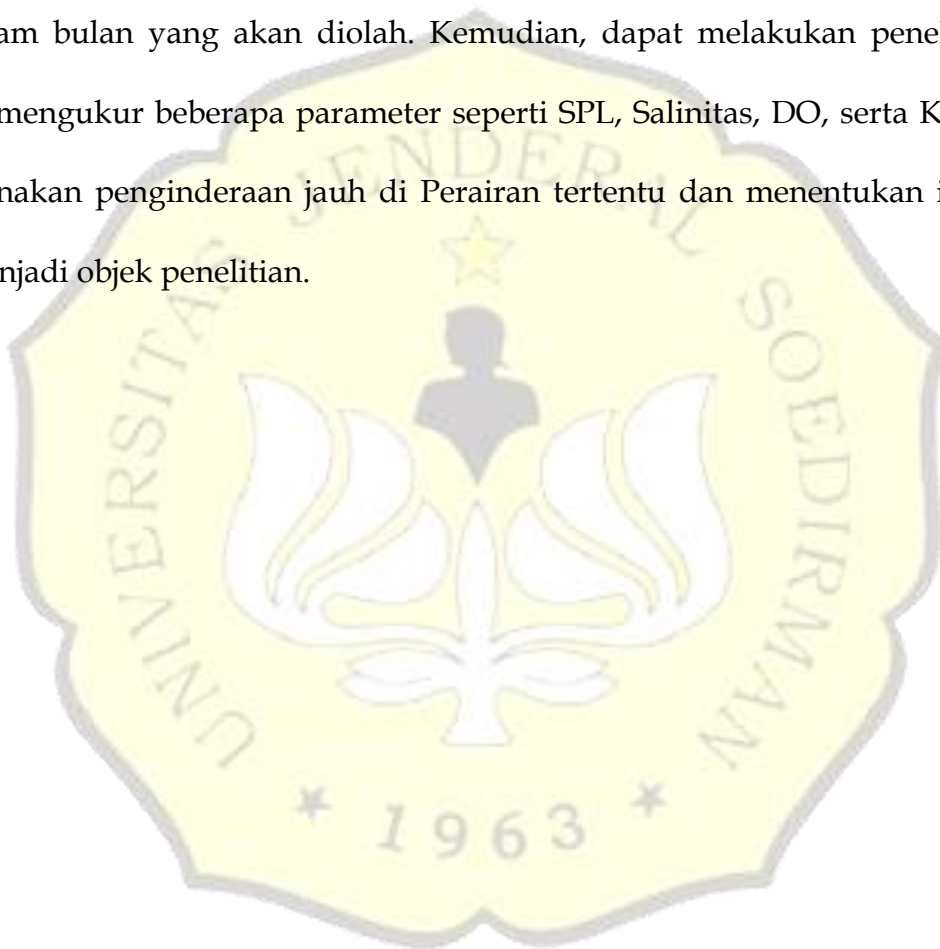 am bulan yang akan diolah. Kemudian, dapat melakukan pene
mengukur beberapa parameter seperti SPL, Salinitas, DO, serta K
nakan penginderaan jauh di Perairan tertentu dan menentukan i
njadi objek penelitian.
UNIVERSITAS JENDERAL SOEDIRMAN
* 1963 *